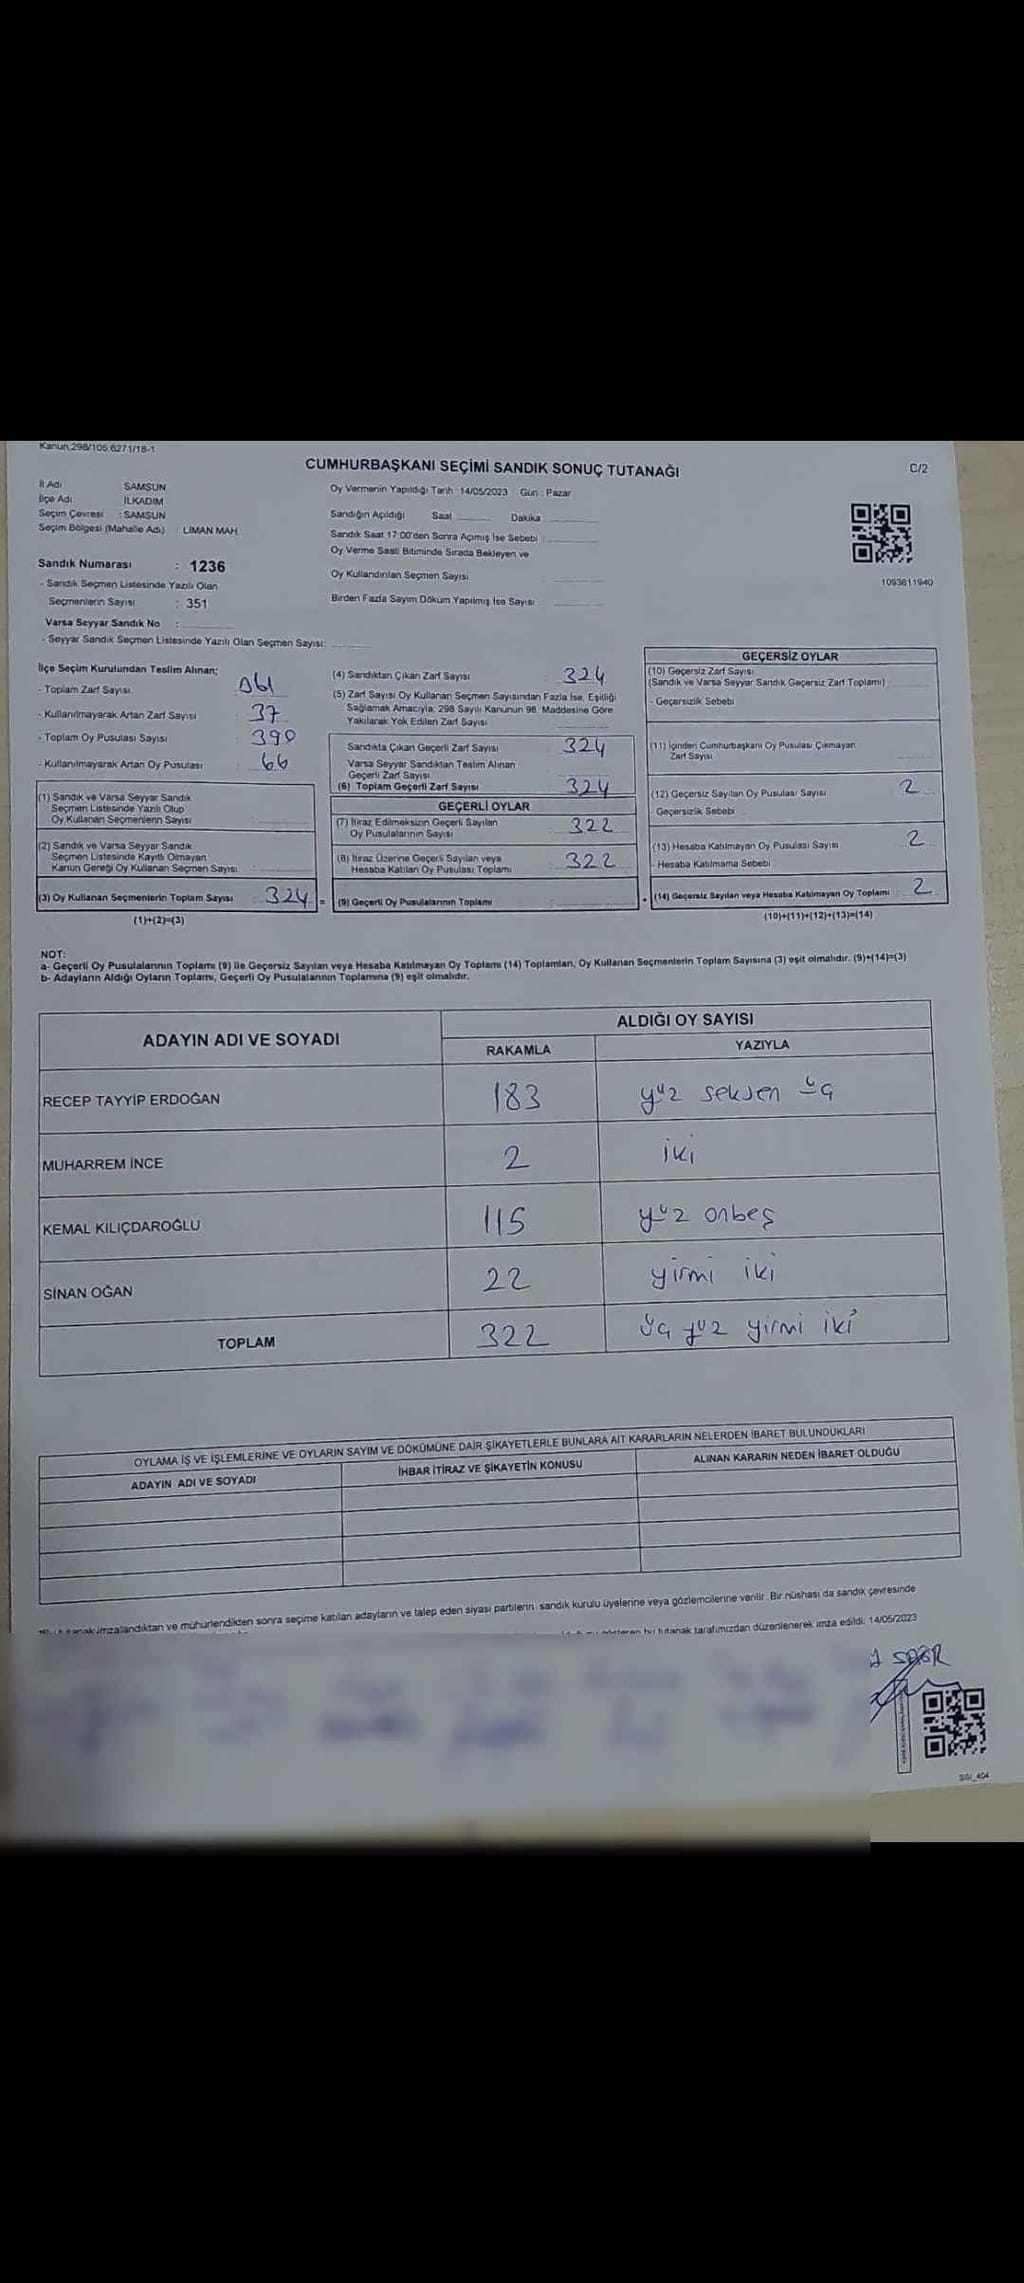 Kanun,298/105,6271/18-1
CUMHURBAŞKANI SEÇİMİ SANDIK SONUÇ TUTANAĞI
C/2
İl Adı SAMSUN
İlçe Adı İLKADIM
Seçim Çevresi : SAMSUN
Seçim Bölgesi (Mahalle Adı) : LİMAN MAH.
Oy Vermenin Yapıldığı Tarih : 14/05/2023 Gün : Pazar
Sandığın Açıldığı Saat Dakika
Sandık Saat 17:00'den Sonra Açımış İse Sebebi
Oy Verme Saati Bitiminde Sırada Bekleyen ve
Oy Kullandırılan Seçmen Sayısı
Birden Fazla Sayım Döküm Yapılmış İse Sayısı
1093611940
Sandık Numarası : 1236
- Sandık Seçmen Listesinde Yazılı Olan
Seçmenlerin Sayısı : 351
Varsa Seyyar Sandık No :
- Seyyar Sandık Seçmen Listesinde Yazılı Olan Seçmen Sayısı:
İlçe Seçim Kurulundan Teslim Alınan;
- Toplam Zarf Sayısı : 361
- Kullanılmayarak Artan Zarf Sayısı : 37
- Toplam Oy Pusulası Sayısı : 390
- Kullanılmayarak Artan Oy Pusulası : 66
(1) Sandık ve Varsa Seyyar Sandık
Seçmen Listesinde Yazılı Olup
Oy Kullanan Seçmenlerin Sayısı :
(2) Sandık ve Varsa Seyyar Sandık
Seçmen Listesinde Kayıtlı Olmayan
Kanun Gereği Oy Kullanan Seçmen Sayısı :
(3) Oy Kullanan Seçmenlerin Toplam Sayısı : 324 =
(1)+(2)=(3)
(4) Sandıktan Çıkan Zarf Sayısı : 324
(5) Zarf Sayısı Oy Kullanan Seçmen Sayısından Fazla İse, Eşitliği
Sağlamak Amacıyla; 298 Sayılı Kanunun 98. Maddesine Göre
Yakılarak Yok Edilen Zarf Sayısı
Sandıkta Çıkan Geçerli Zarf Sayısı 324
Varsa Seyyar Sandıktan Teslim Alınan
Geçerli Zarf Sayısı
(6) Toplam Geçerli Zarf Sayısı 324
GEÇERLİ OYLAR
(7) İtiraz Edilmeksizin Geçerli Sayılan
Oy Pusulalarının Sayısı : 322
(8) İtiraz Üzerine Geçerli Sayılan veya
Hesaba Katılan Oy Pusulası Toplamı : 322
(9) Geçerli Oy Pusulalarının Toplamı :
GEÇERSİZ OYLAR
(10) Geçersiz Zarf Sayısı
(Sandık ve Varsa Seyyar Sandık Geçersiz Zarf Toplamı)
- Geçersizlik Sebebi
(11) İçinden Cumhurbaşkanı Oy Pusulası Çıkmayan
Zarf Sayısı
(12) Geçersiz Sayılan Oy Pusulası Sayısı 2
- Geçersizlik Sebebi
(13) Hesaba Katılmayan Oy Pusulası Sayısı 2
- Hesaba Katılmama Sebebi
(14) Geçersiz Sayılan veya Hesaba Katılmayan Oy Toplamı 2
(10)+(11)+(12)+(13)=(14)
NOT:
a- Geçerli Oy Pusulalarının Toplamı (9) ile Geçersiz Sayılan veya Hesaba Katılmayan Oy Toplamı (14) Toplamları, Oy Kullanan Seçmenlerin Toplam Sayısına (3) eşit olmalıdır. (9)+(14)=(3)
b- Adayların Aldığı Oyların Toplamı, Geçerli Oy Pusulalarının Toplamına (9) eşit olmalıdır.
ADAYIN ADI VE SOYADI
ALDIĞI OY SAYISI
RAKAMLA YAZIYLA
RECEP TAYYİP ERDOĞAN 183 yüz seksen üç
MUHARREM İNCE 2 iki
KEMAL KILIÇDAROĞLU 115 yüz onbeş
SİNAN OĞAN 22 yirmi iki
TOPLAM 322 üç yüz yirmi iki
OYLAMA İŞ VE İŞLEMLERİNE VE OYLARIN SAYIM VE DÖKÜMÜNE DAİR ŞİKAYETLERLE BUNLARA AİT KARARLARIN NELERDEN İBARET BULUNDUKLARI
ADAYIN ADI VE SOYADI İHBAR İTİRAZ VE ŞİKAYETİN KONUSU ALINAN KARARIN NEDEN İBARET OLDUĞU
tutanak imzalandıktan ve mühürlendikten sonra seçime katılan adayların ve talep eden siyasi partilerin sandık kurulu üyelerine veya gözlemcilerine verilir. Bir nüshası da sandık çevresinde
gösteren bu tutanak tarafımızdan düzenlenerek imza edildi. 14/05/2023